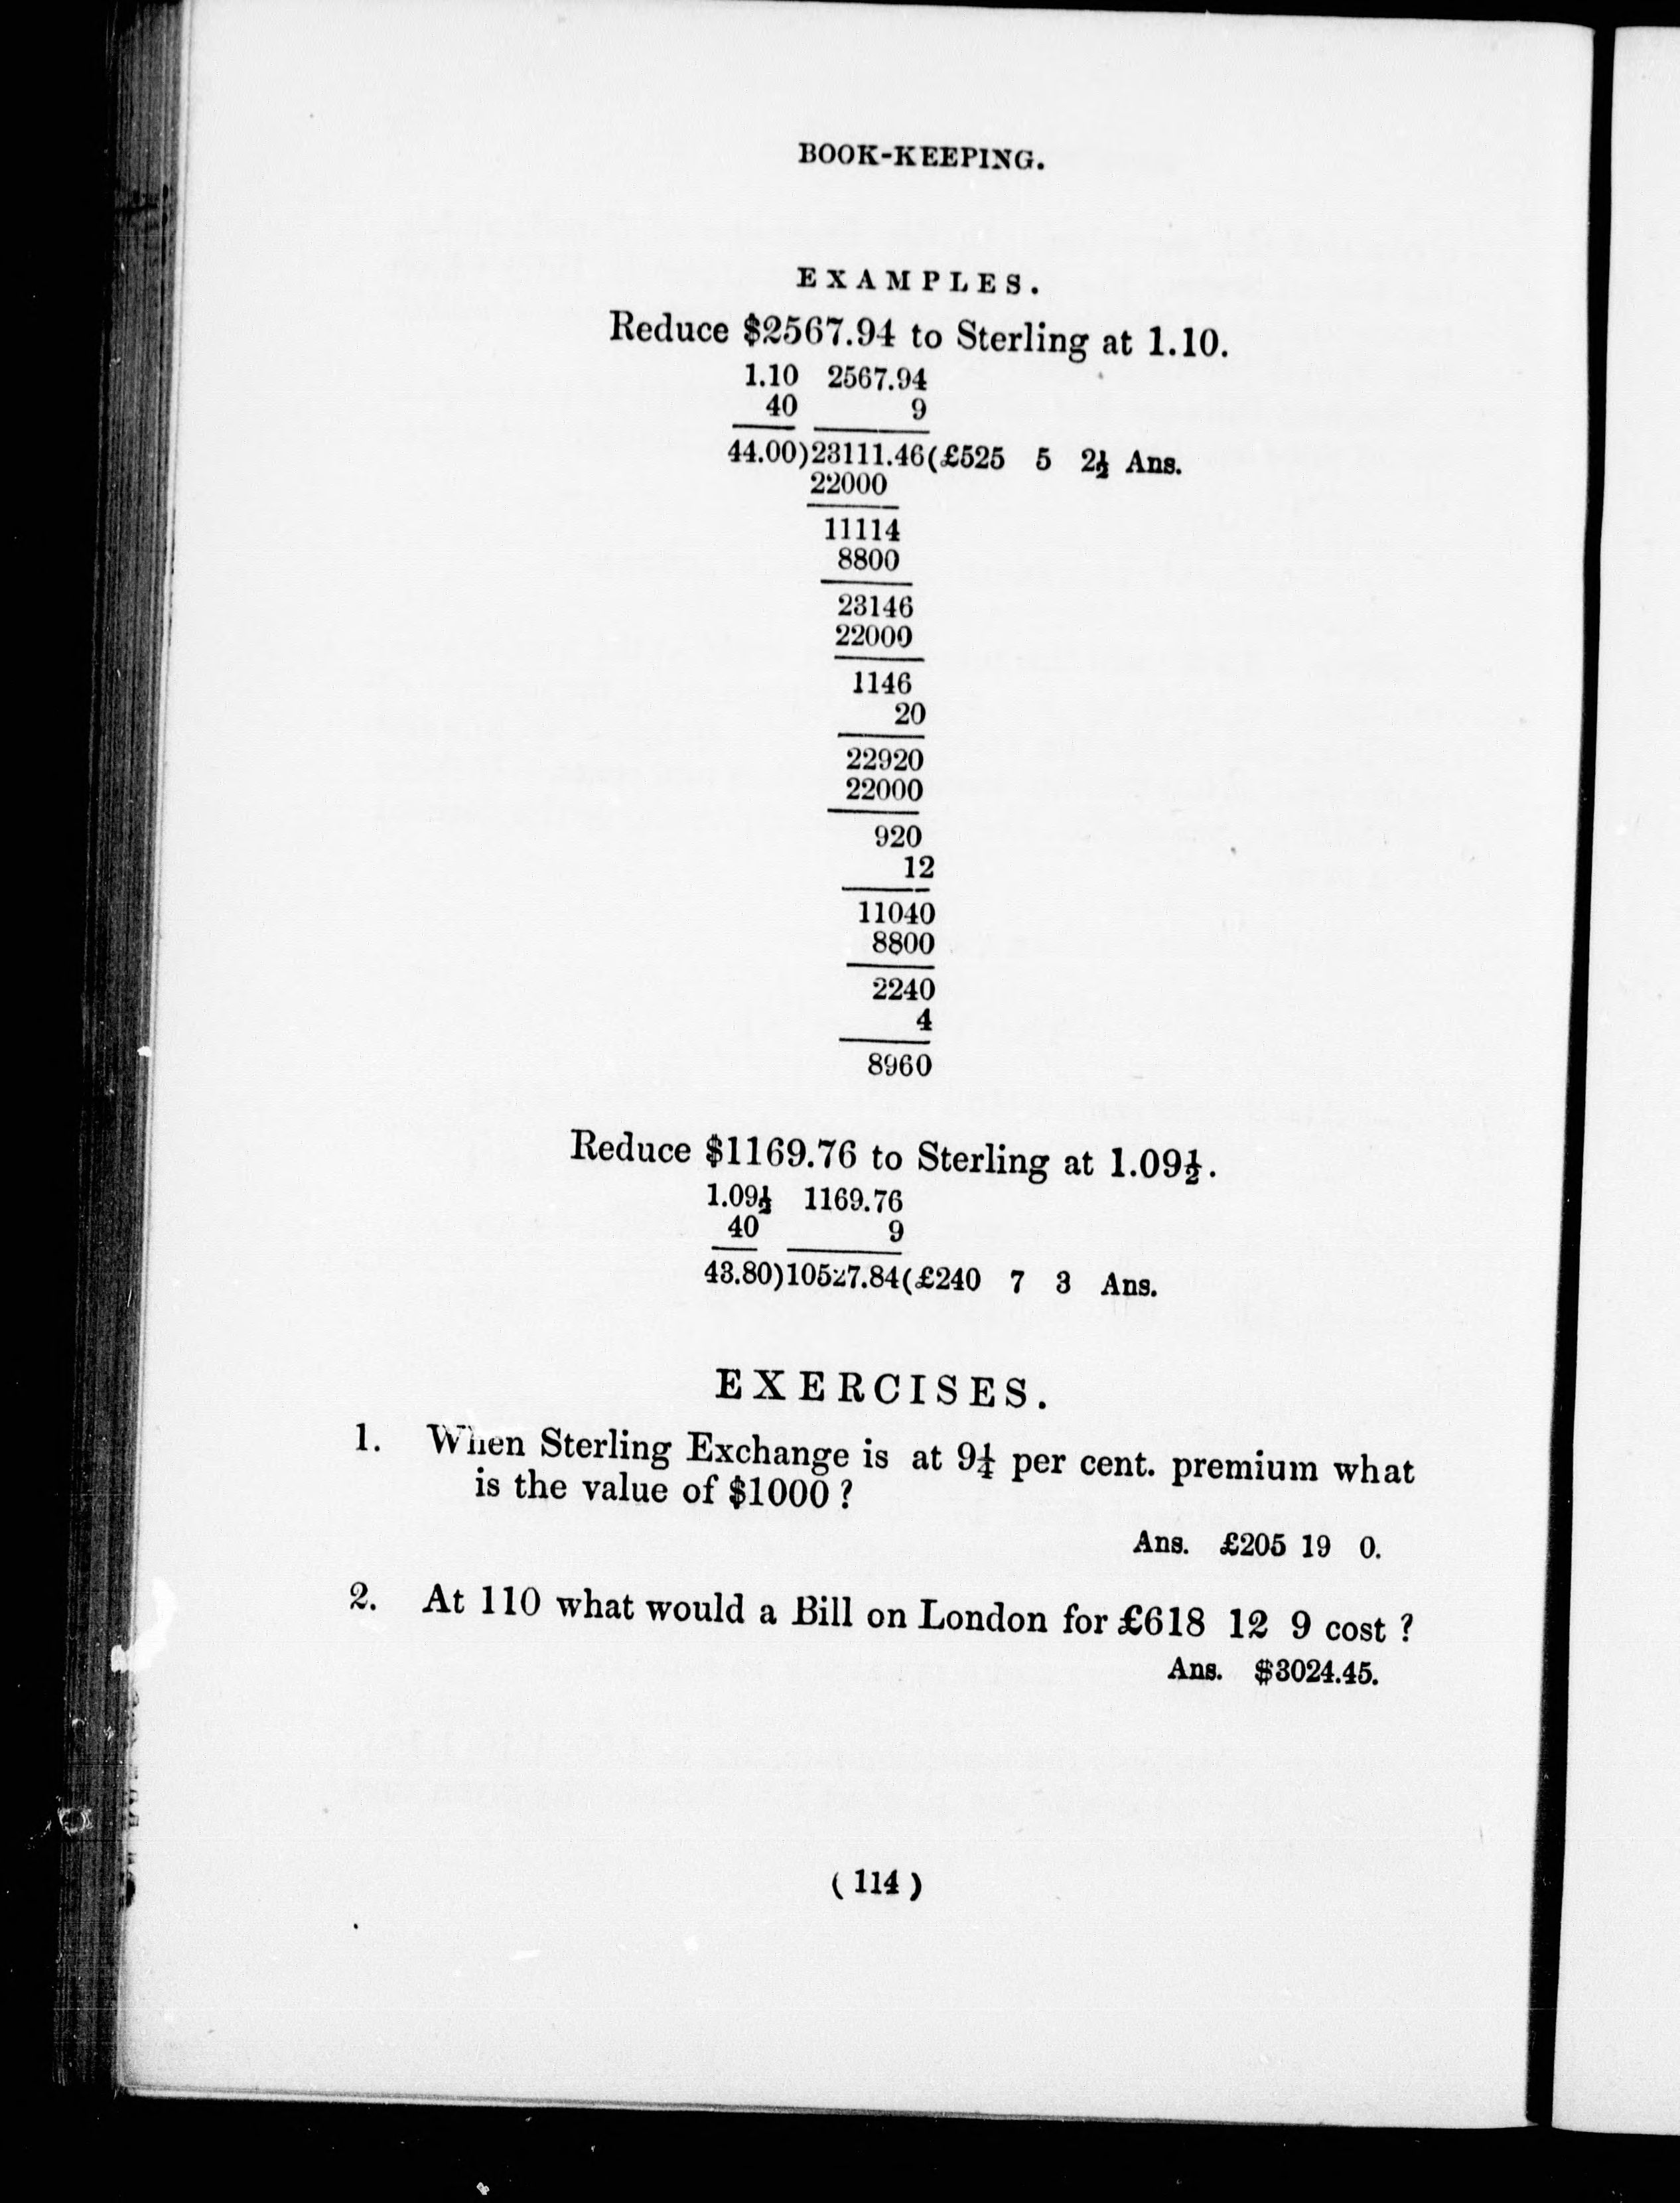 BOOK-KEEPING.
EXAMPLES.
Reduce $2567.94 to Sterling at 1.10.
1.10 2567.94
40 9
44.00)23111.46(£525 5 2½ Ans.
22000
11114
8800
23146
22000
1146
20
22920
22000
920
12
11040
8800
2240
4
8960
Reduce $1169.76 to Sterling at 1.09½.
1.09½ 1169.76
40 9
43.80)10527.84(£240 7 3 Ans.
EXERCISES.
1. When Sterling Exchange is at 9¼ per cent. premium what
is the value of $1000 ?
Ans. £205 19 0.
2. At 110 what would a Bill on London for £618 12 9 cost ?
Ans. $3024.45.
( 114 )